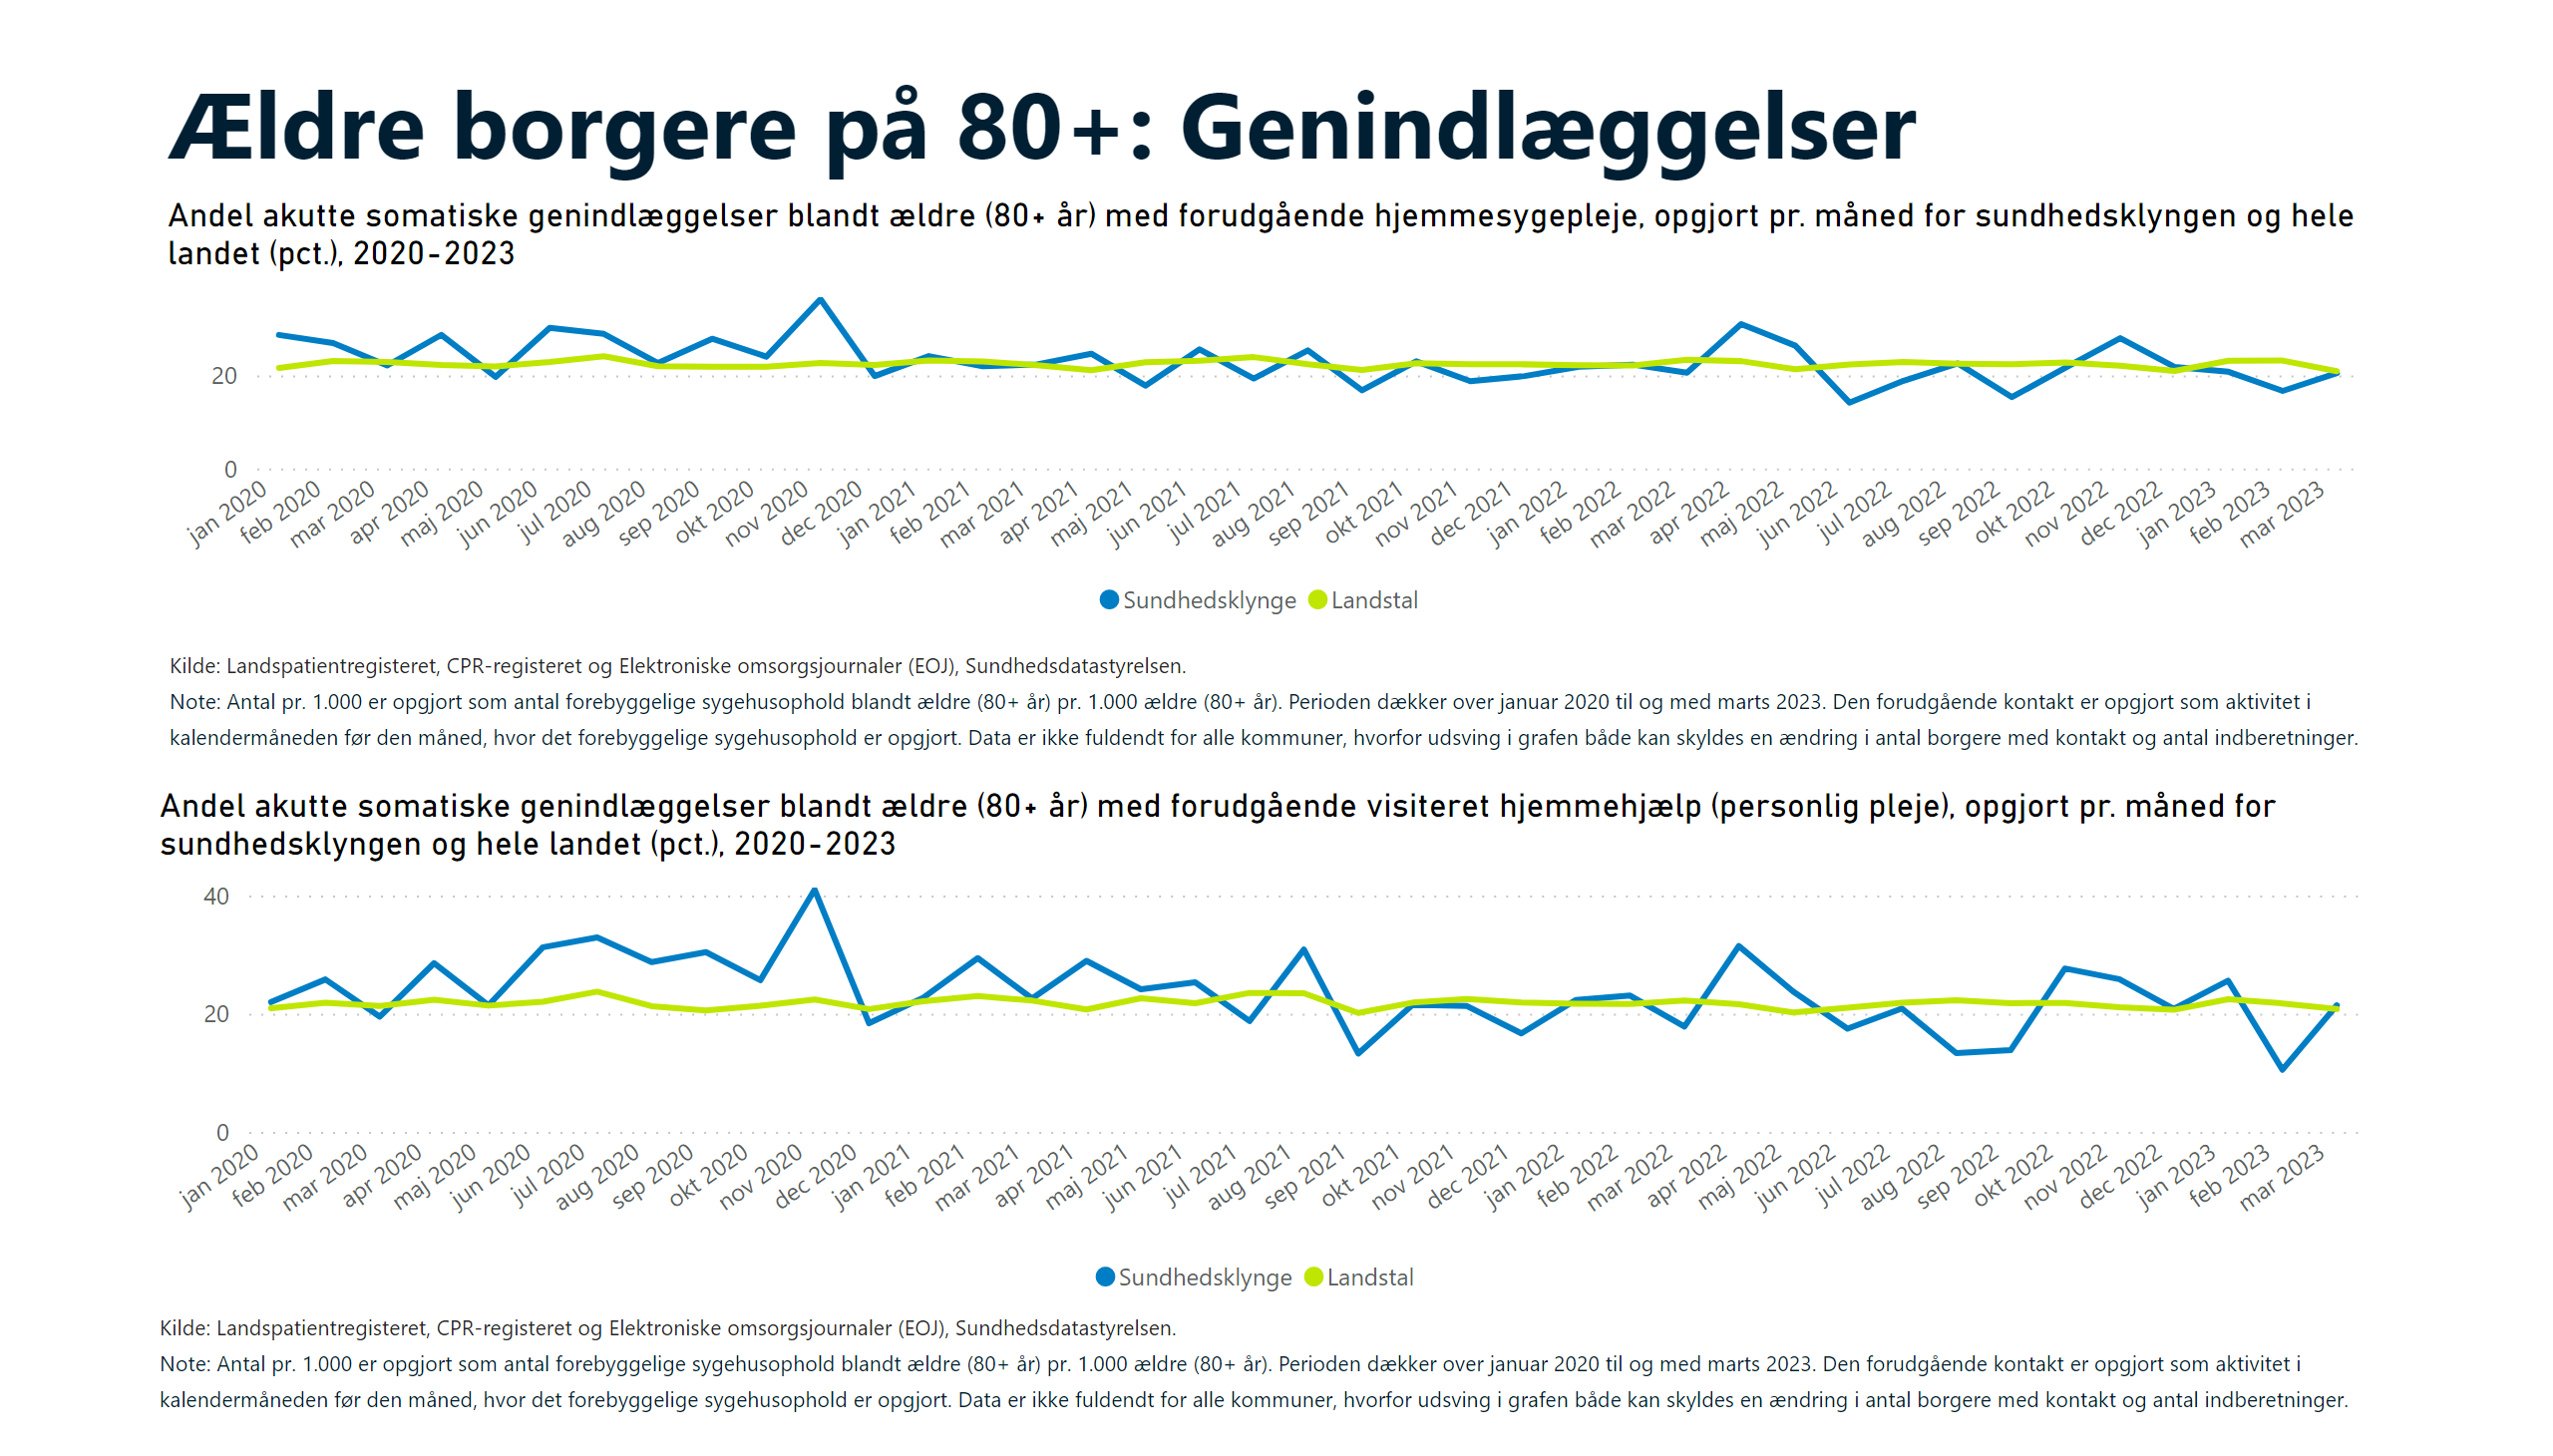 Ældre borgere på 80+: Genindlæggelser
Andel akutte somatiske genindlæggelser blandt ældre (80+ år) med forudgående hjemmesygepleje, opgjort pr. måned for sundhedsklyngen og hele
landet (pct.), 2020-2023
20
0
jan 2020
feb 2020
mar 2020
apr 2020
maj 2020
jun 2020
jul 2020
aug 2020
sep 2020
okt 2020
nov 2020
dec 2020
jan 2021
feb 2021
mar 2021
apr 2021
maj 2021
jun 2021
jul 2021
aug 2021
sep 2021
okt 2021
nov 2021
dec 2021
jan 2022
feb 2022
mar 2022
apr 2022
maj 2022
jun 2022
jul 2022
aug 2022
sep 2022
okt 2022
nov 2022
dec 2022
jan 2023
feb 2023
mar 2023
Sundhedsklynge Landstal
Kilde: Landspatientregisteret, CPR-registeret og Elektroniske omsorgsjournaler (EOJ), Sundhedsdatastyrelsen.
Note: Antal pr. 1.000 er opgjort som antal forebyggelige sygehusophold blandt ældre (80+ år) pr. 1.000 ældre (80+ år). Perioden dækker over januar 2020 til og med marts 2023. Den forudgående kontakt er opgjort som aktivitet i
kalendermåneden før den måned, hvor det forebyggelige sygehusophold er opgjort. Data er ikke fuldendt for alle kommuner, hvorfor udsving i grafen både kan skyldes en ændring i antal borgere med kontakt og antal indberetninger.
Andel akutte somatiske genindlæggelser blandt ældre (80+ år) med forudgående visiteret hjemmehjælp (personlig pleje), opgjort pr. måned for
sundhedsklyngen og hele landet (pct.), 2020-2023
40
20
0
jan 2020
feb 2020
mar 2020
apr 2020
maj 2020
jun 2020
jul 2020
aug 2020
sep 2020
okt 2020
nov 2020
dec 2020
jan 2021
feb 2021
mar 2021
apr 2021
maj 2021
jun 2021
jul 2021
aug 2021
sep 2021
okt 2021
nov 2021
dec 2021
jan 2022
feb 2022
mar 2022
apr 2022
maj 2022
jun 2022
jul 2022
aug 2022
sep 2022
okt 2022
nov 2022
dec 2022
jan 2023
feb 2023
mar 2023
Sundhedsklynge Landstal
Kilde: Landspatientregisteret, CPR-registeret og Elektroniske omsorgsjournaler (EOJ), Sundhedsdatastyrelsen.
Note: Antal pr. 1.000 er opgjort som antal forebyggelige sygehusophold blandt ældre (80+ år) pr. 1.000 ældre (80+ år). Perioden dækker over januar 2020 til og med marts 2023. Den forudgående kontakt er opgjort som aktivitet i
kalendermåneden før den måned, hvor det forebyggelige sygehusophold er opgjort. Data er ikke fuldendt for alle kommuner, hvorfor udsving i grafen både kan skyldes en ændring i antal borgere med kontakt og antal indberetninger.